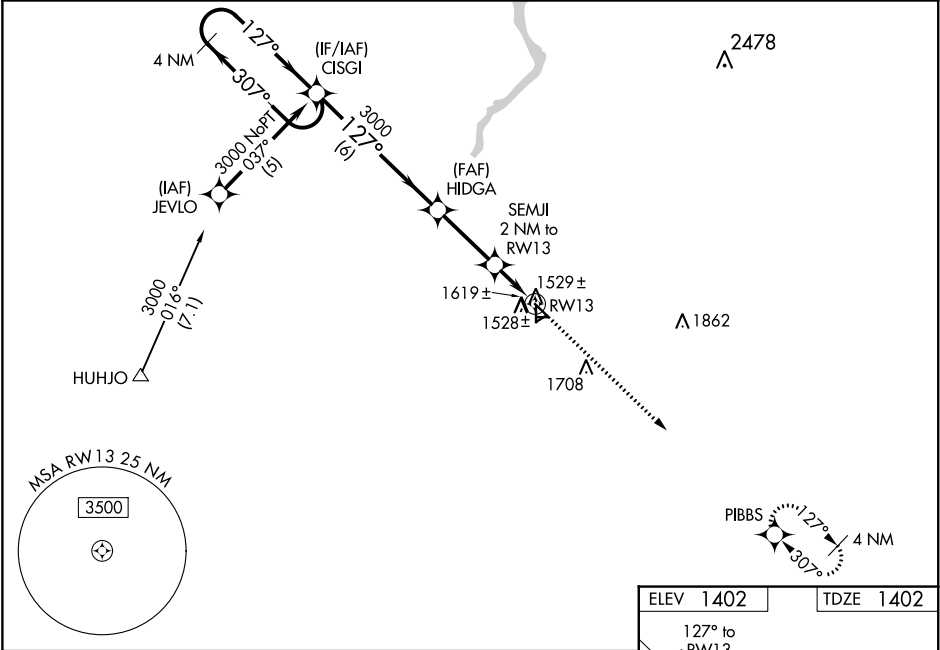 2478
127°
(IF/IAF)
CISGI
4 NM
307°
3000
127°
(6)
3000 NoPT
037°
(5)
(IAF)
JEVLO
(FAF)
HIDGA
SEMJI
2 NM to
RW13
3000
016°
(7.1)
1619±
1529±
RW13
1528±
1862
1708
HUHJO
MSA RW13 25 NM
3500
PIBBS
127°
4 NM
307°
ELEV 1402
TDZE 1402
127° to
RW13